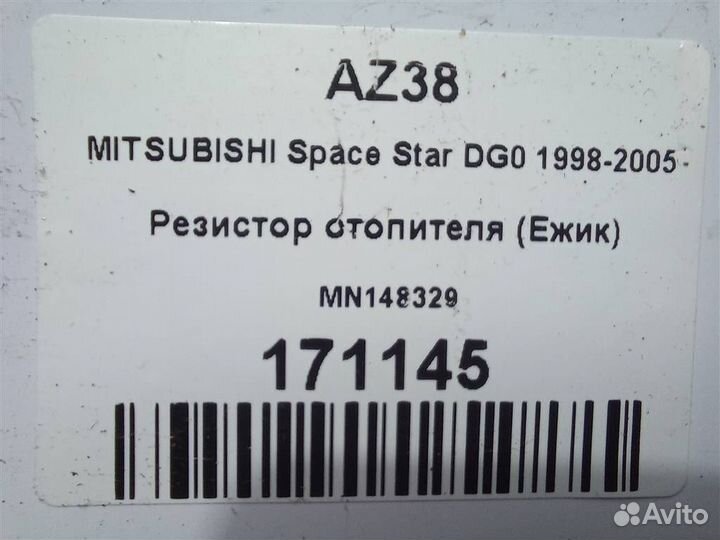 AZ38
MITSUBISHI Space Star DG0 1998-2005
Резистор отопителя (Ежик)
MN148329
171145
Avito